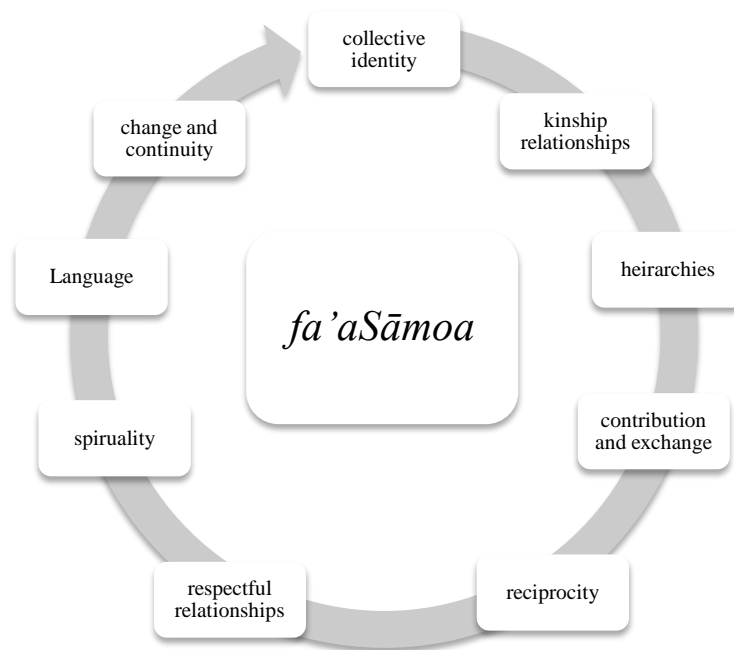 collective
identity
kinship
relationships
heirarchies
contribution
and exchange
reciprocity
respectful
relationships
spiruality
Language
change and
continuity
fa’aSāmoa